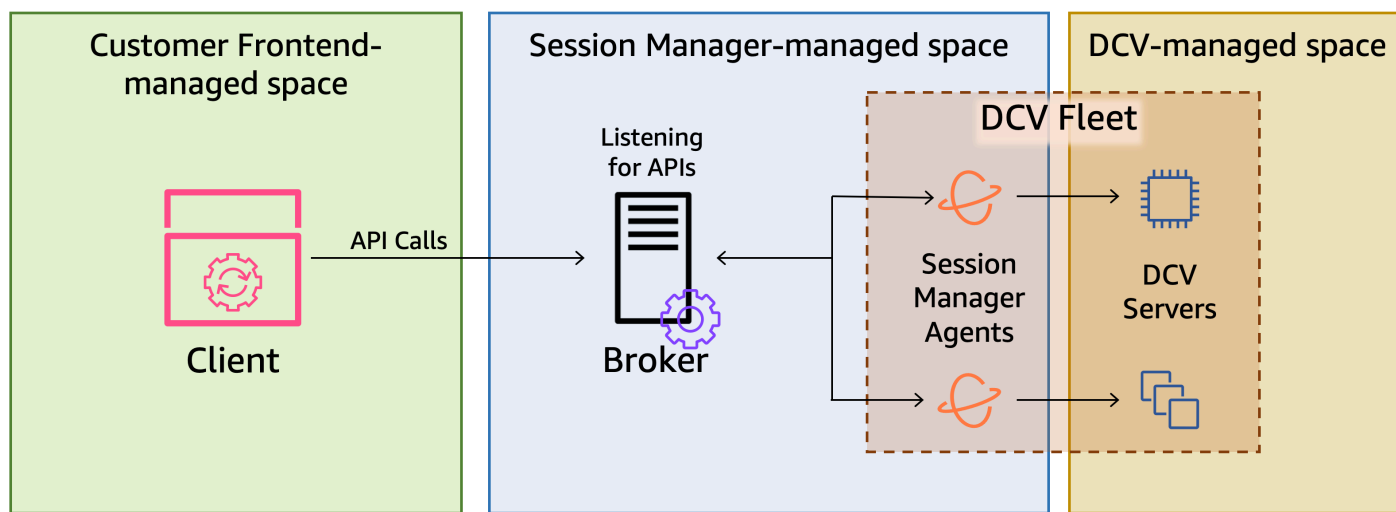 Customer Frontend-
managed space
Session Manager-managed space
DCV-managed space
DCV Fleet
Listening
for APIs
API Calls
Session
Manager
Agents
DCV
Servers
Client
Broker